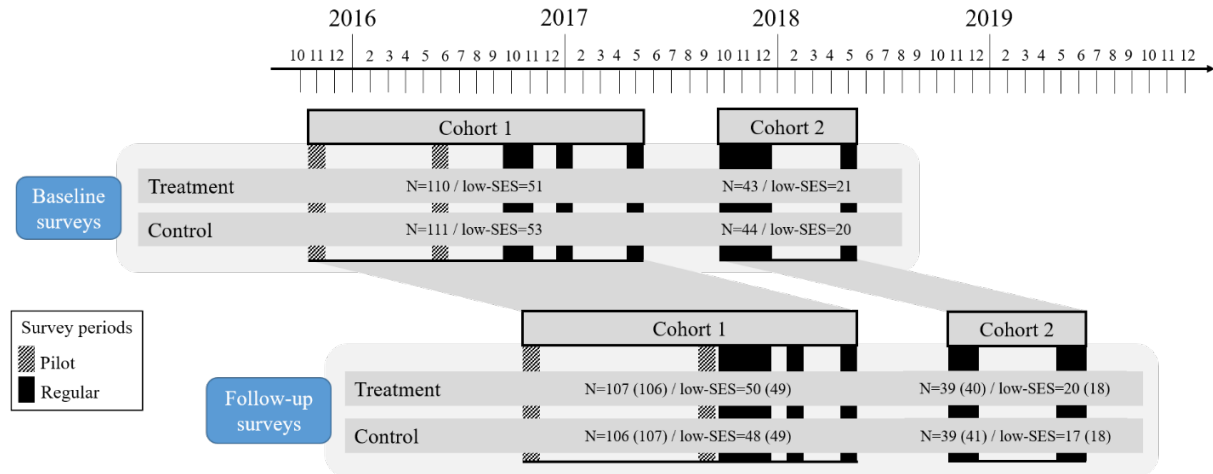 2016 2017 2018 2019
10 11 12 2 3 4 5 6 7 8 9 10 11 12 2 3 4 5 6 7 8 9 10 11 12 2 3 4 5 6 7 8 9 10 11 12 2 3 4 5 6 7 8 9 10 11 12
Cohort 1 Cohort 2
Baseline
surveys
Treatment N=110 / low-SES=51 N=43 / low-SES=21
Control N=111 / low-SES=53 N=44 / low-SES=20
Cohort 1 Cohort 2
Survey periods
Pilot
Regular
Follow-up
surveys
Treatment N=107 (106) / low-SES=50 (49) N=39 (40) / low-SES=20 (18)
Control N=106 (107) / low-SES=48 (49) N=39 (41) / low-SES=17 (18)